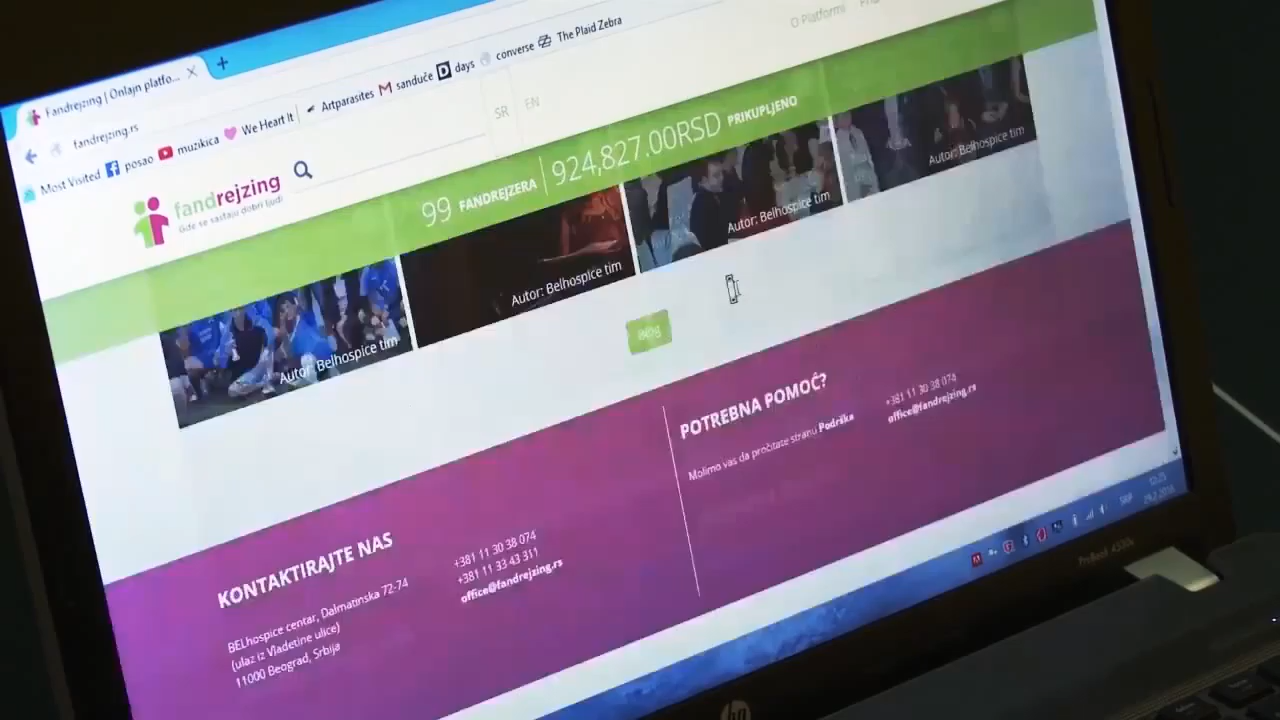 Fandrejzing | Onlajn platfo...
fandrejzing.rs
Most Visited posao muzikica We Heart It Artparasites sanduče days converse The Plaid Zebra
fandrejzing
Gde se sastaju dobri ljudi
SR EN
O Platformi
99 FANDREJZERA 924,827.00RSD PRIKUPLJENO
Autor: Belhospice tim
Autor: Belhospice tim
Autor: Belhospice tim
Autor: Belhospice tim
Blog
KONTAKTIRAJTE NAS
BELhospice centar, Dalmatinska 72-74
(ulaz iz Vladetine ulice)
11000 Beograd, Srbija
+381 11 30 38 074
+381 11 33 43 311
office@fandrejzing.rs
POTREBNA POMOĆ?
Molimo vas da pročitate stranu Podrška
+381 11 30 38 074
office@fandrejzing.rs
hp